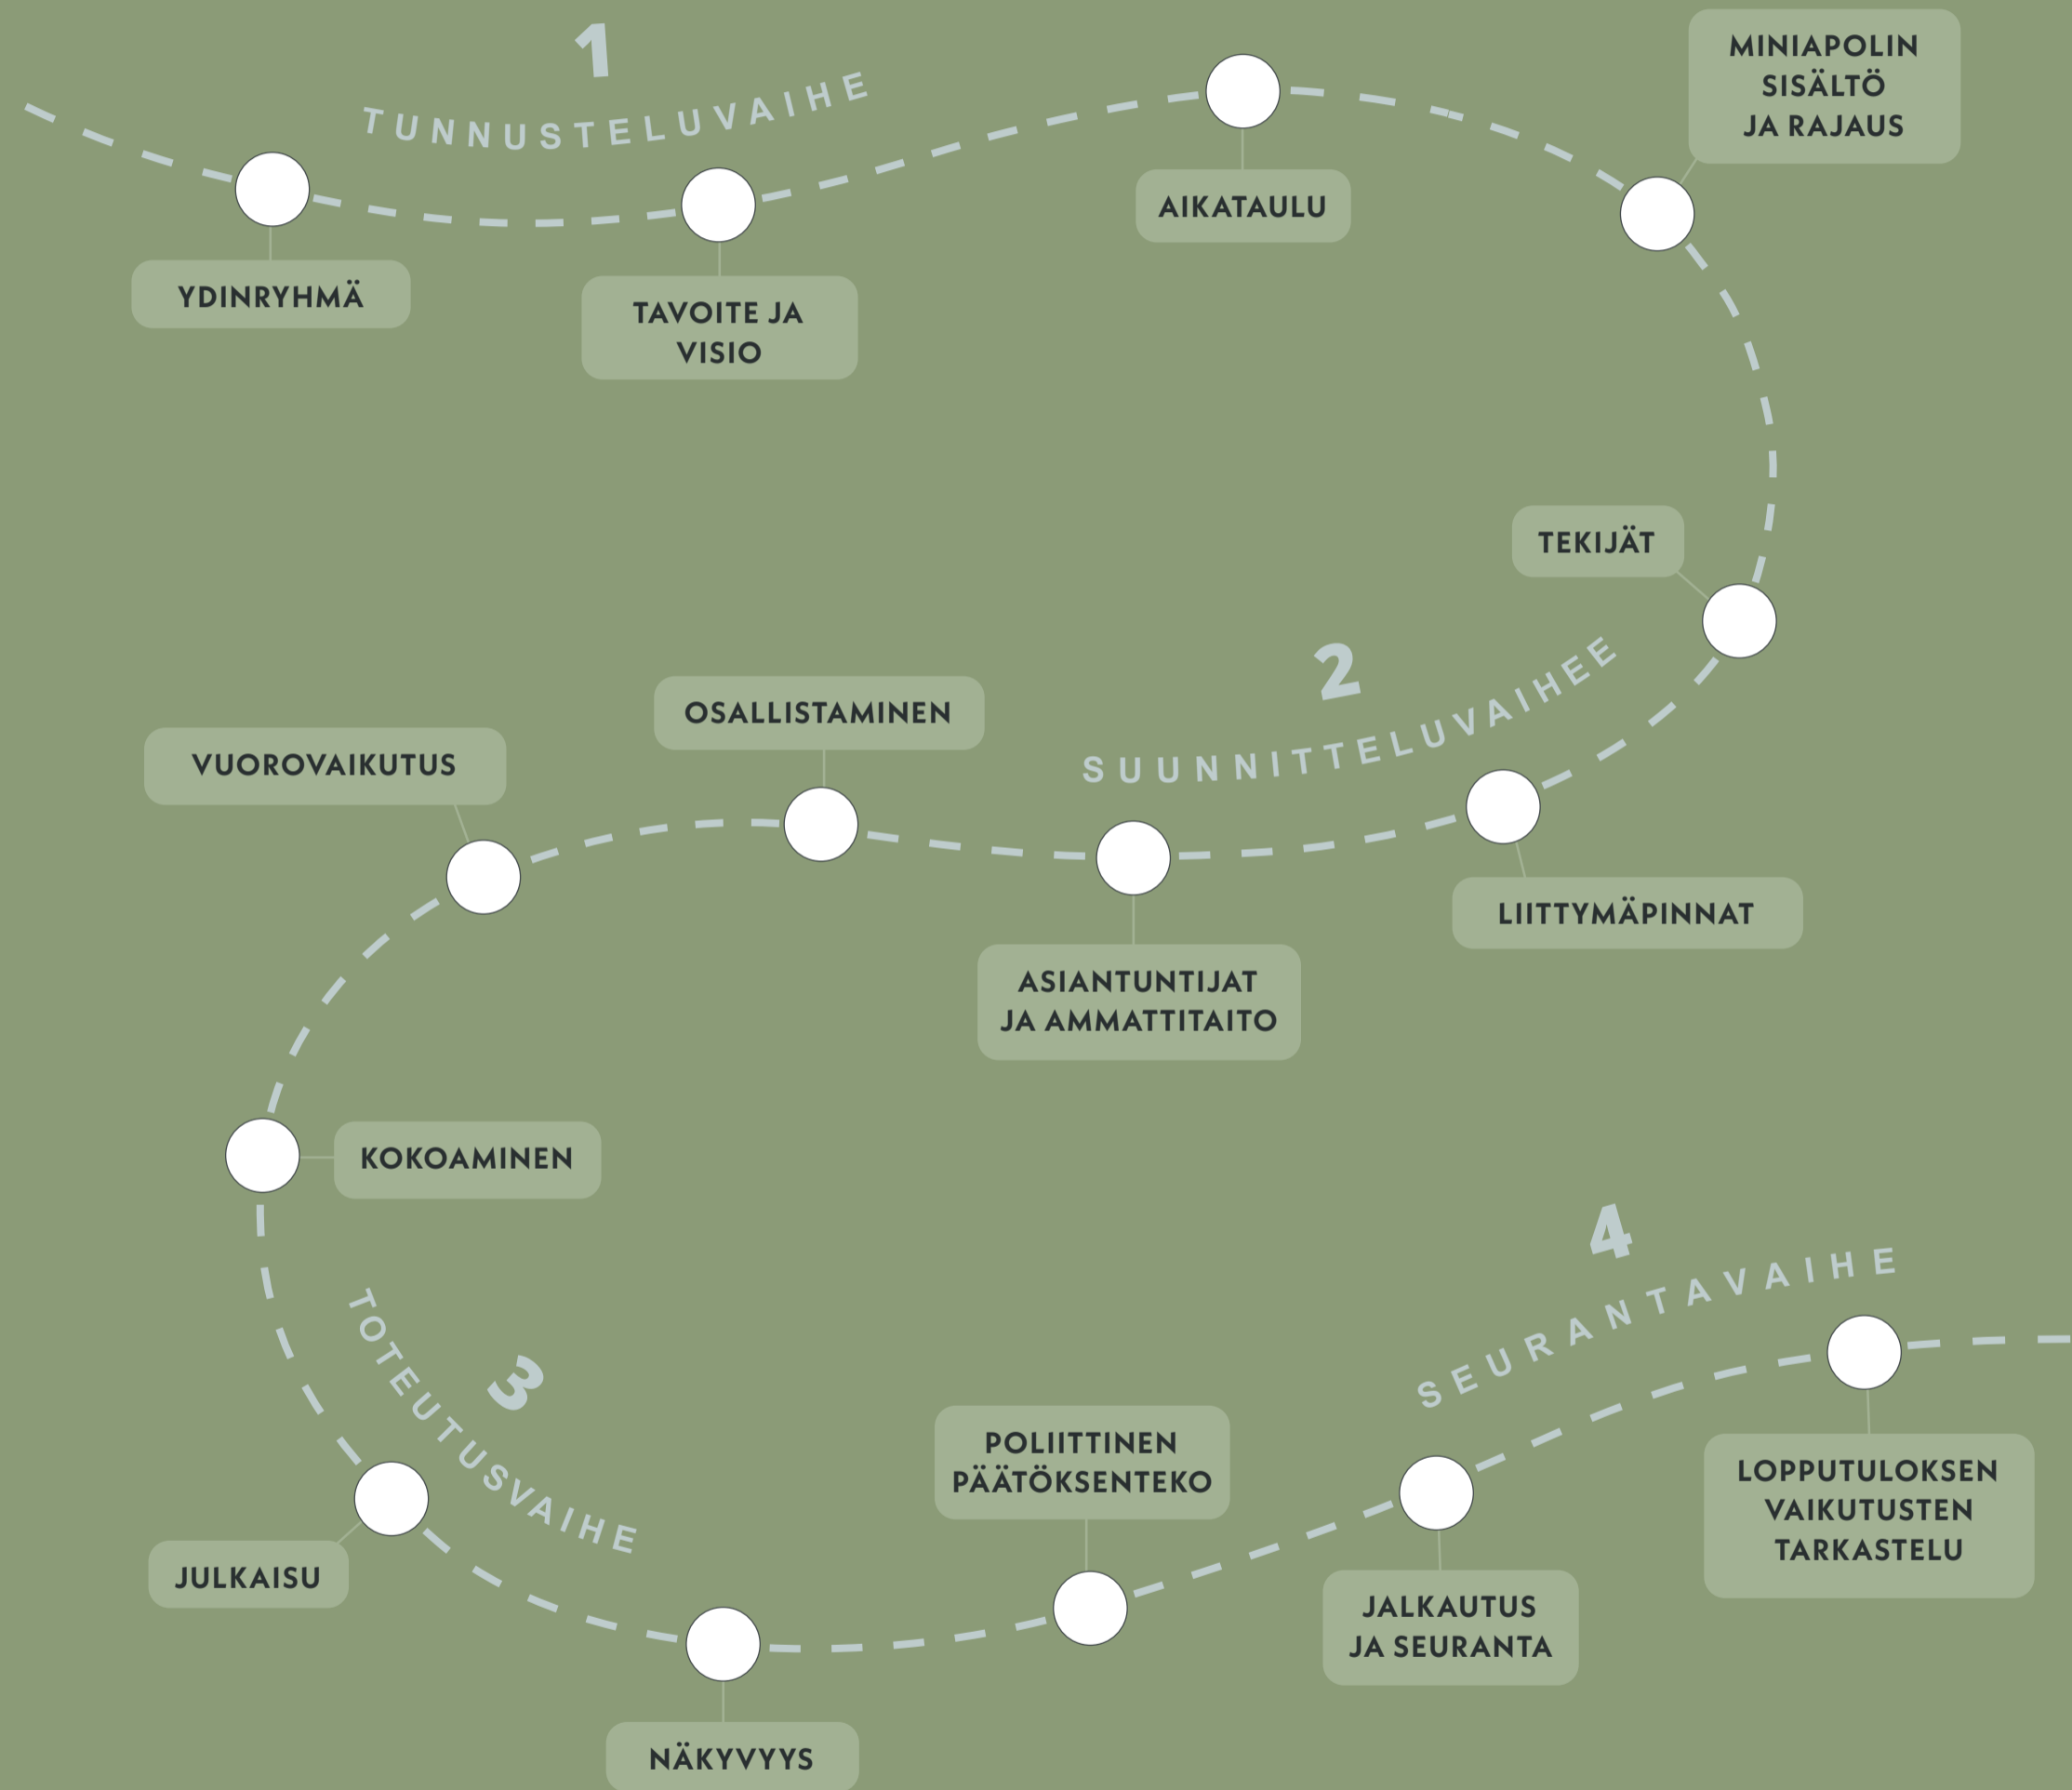 1
TUNNUSTELUVAIHE
YDINRYHMÄ
TAVOITE JA
VISIO
AIKATAULU
MINIAPOLIN
SISÄLTÖ
JA RAJAUS
TEKIJÄT
2
SUUNNITTELUVAIHEE
LIITTYMÄPINNAT
ASIANTUNTIJAT
JA AMMATTITAITO
OSALLISTAMINEN
VUOROVAIKUTUS
KOKOAMINEN
3
TOTEUTUSVAIHE
JULKAISU
NÄKYVYYS
POLIITTINEN
PÄÄTÖKSENTEKO
4
SEURANTAVAIHE
JALKAUTUS
JA SEURANTA
LOPPUTULOKSEN
VAIKUTUSTEN
TARKASTELU